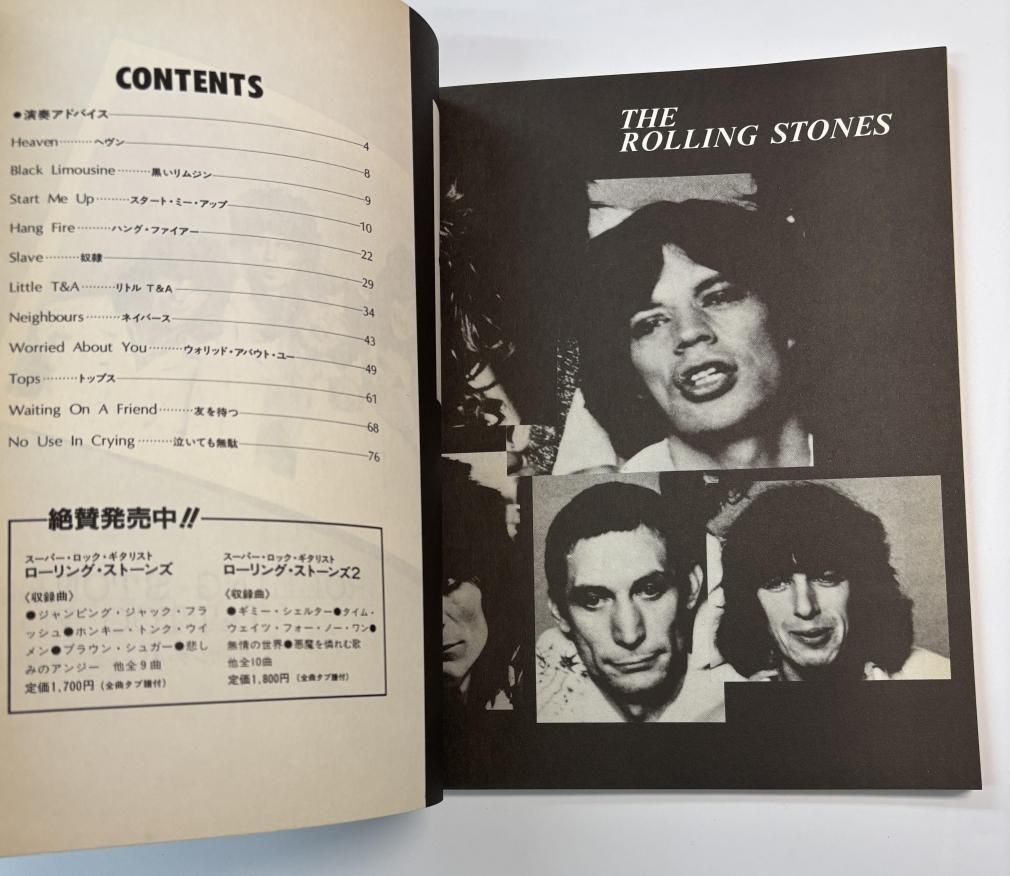 CONTENTS
●演奏アドバイス 4
Heaven………ヘヴン 8
Black Limousine………黒いリムジン 9
Start Me Up………スタート・ミー・アップ 10
Hang Fire………ハング・ファイアー 22
Slave………奴隷 29
Little T&A………リトル T&A 34
Neighbours………ネイバース 43
Worried About You………ウォリッド・アバウト・ユー 49
Tops………トップス 61
Waiting On A Friend………友を待つ 68
No Use In Crying………泣いても無駄 76
絶賛発売中!!
スーパー・ロック・ギタリスト
ローリング・ストーンズ
〈収録曲〉
●ジャンピング・ジャック・フラ
ッシュ●ホンキー・トンク・ウイ
メン●ブラウン・シュガー●悲し
みのアンジー 他全9曲
定価1,700円(全曲タブ譜付)
スーパー・ロック・ギタリスト
ローリング・ストーンズ2
〈収録曲〉
●ギミー・シェルター●タイム・
ウェイツ・フォー・ノー・ワン●
無情の世界●悪魔を憐れむ歌
他全10曲
定価1,800円(全曲タブ譜付)
THE
ROLLING STONES